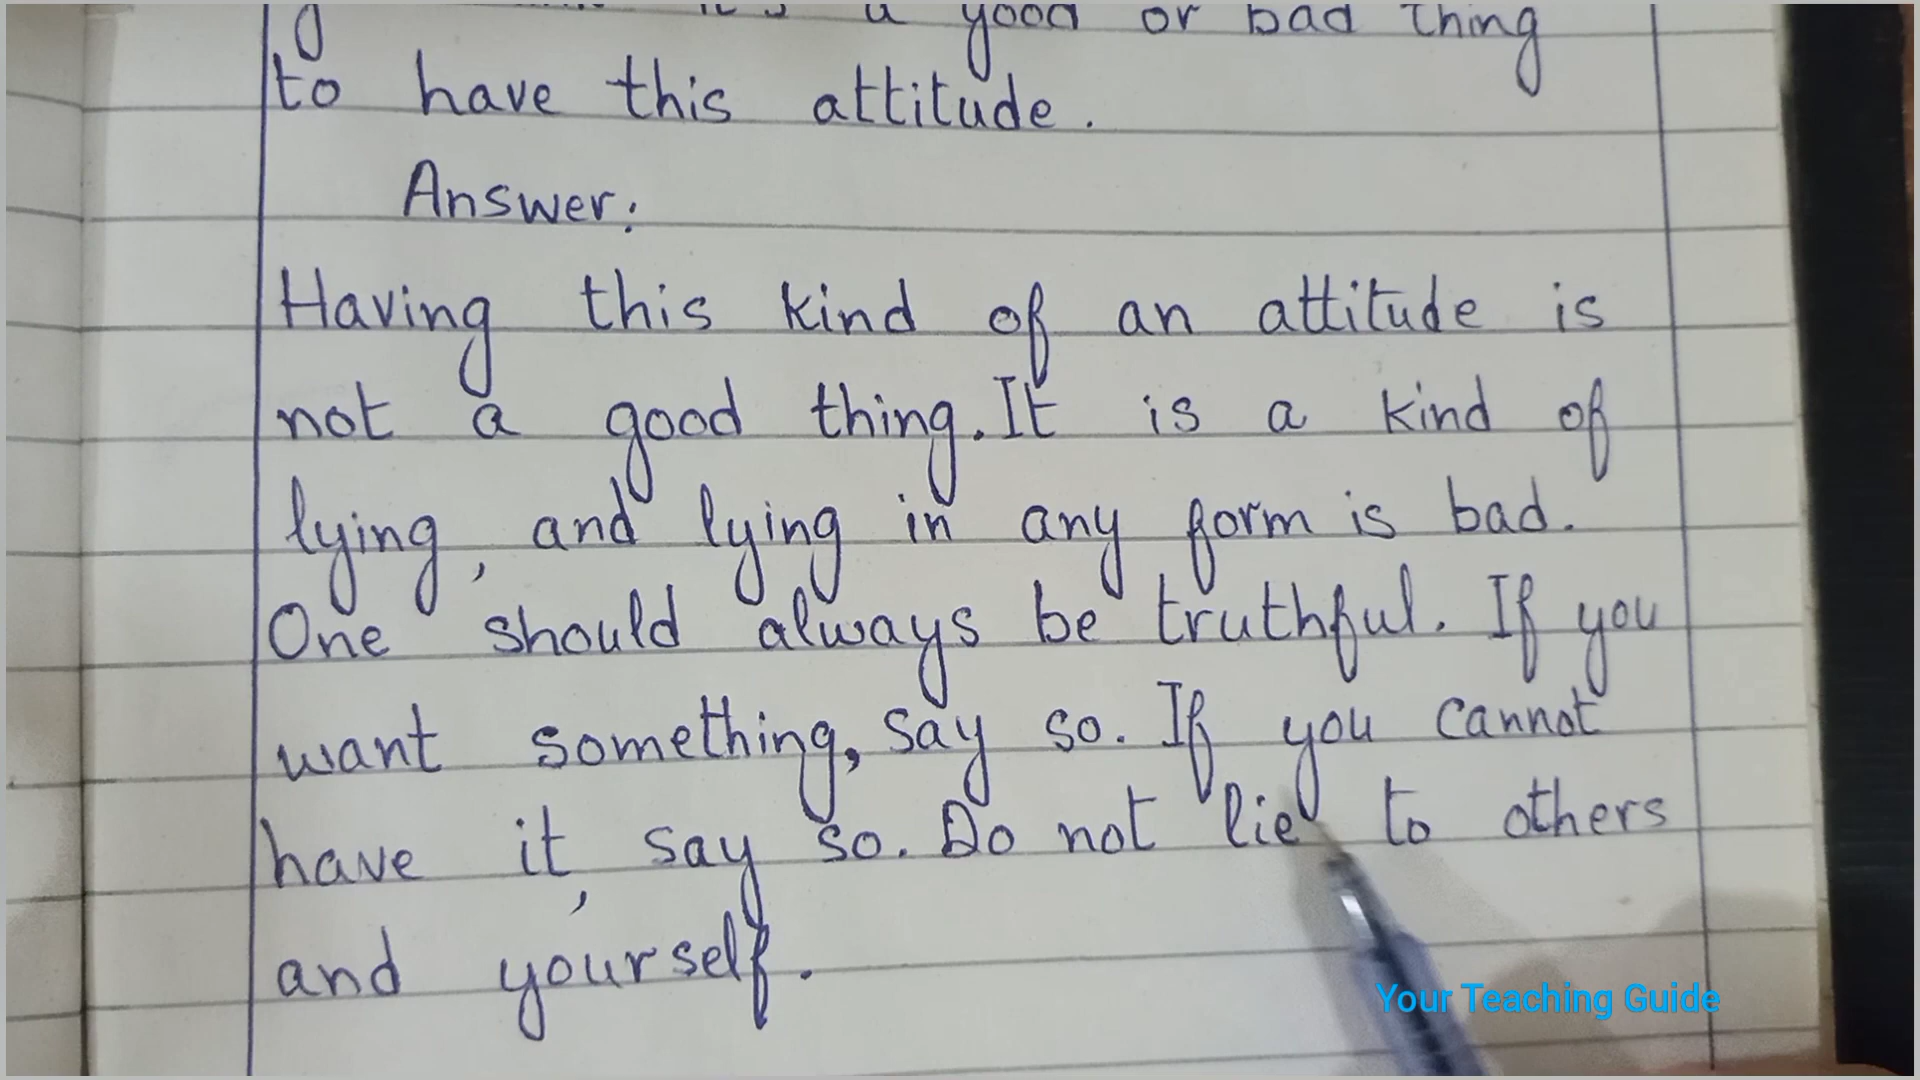 it's a good or bad thing
to have this attitude.
Answer:
Having this kind of an attitude is
not a good thing. It is a kind of
lying, and lying in any form is bad.
One should always be truthful. If you
want something, say so. If you cannot
have it, say so. Do not lie to others
and yourself.
Your Teaching Guide